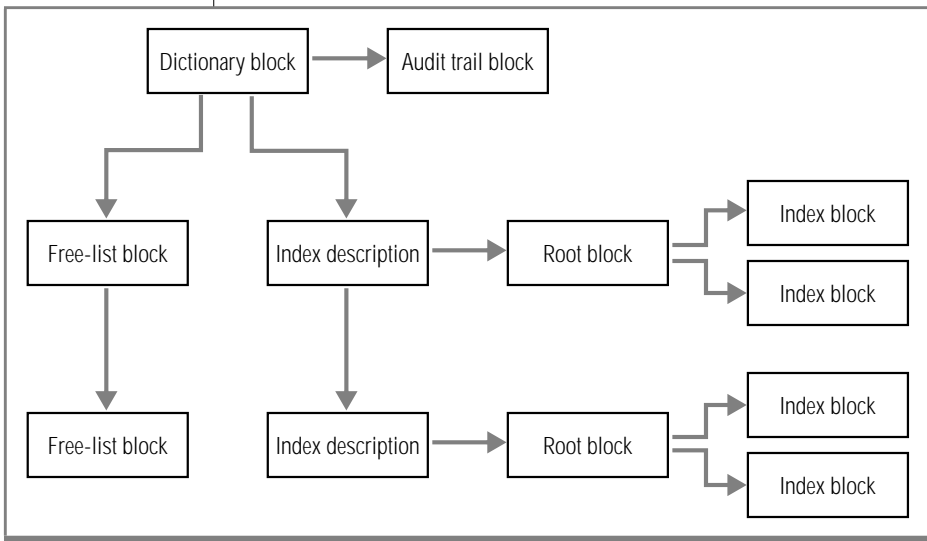 Dictionary block
Audit trail block
Free-list block
Index description
Root block
Index block
Index block
Free-list block
Index description
Root block
Index block
Index block